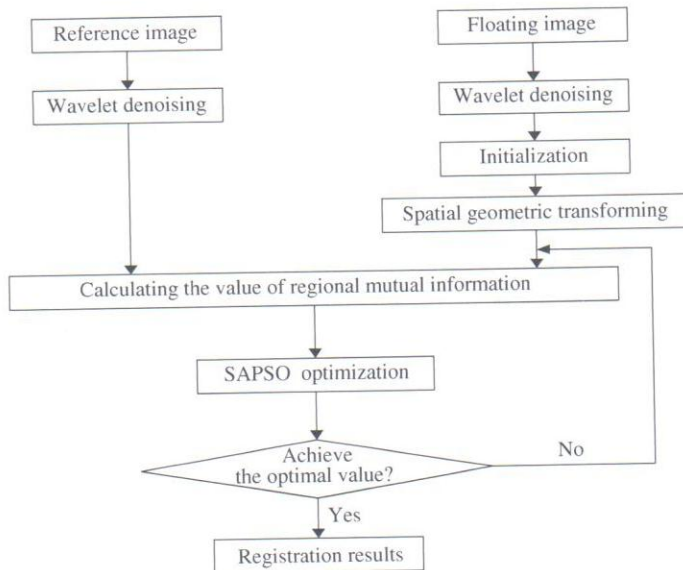 Reference image
Floating image
Wavelet denoising
Wavelet denoising
Initialization
Spatial geometric transforming
Calculating the value of regional mutual information
SAPSO optimization
Achieve
the optimal value?
No
Yes
Registration results